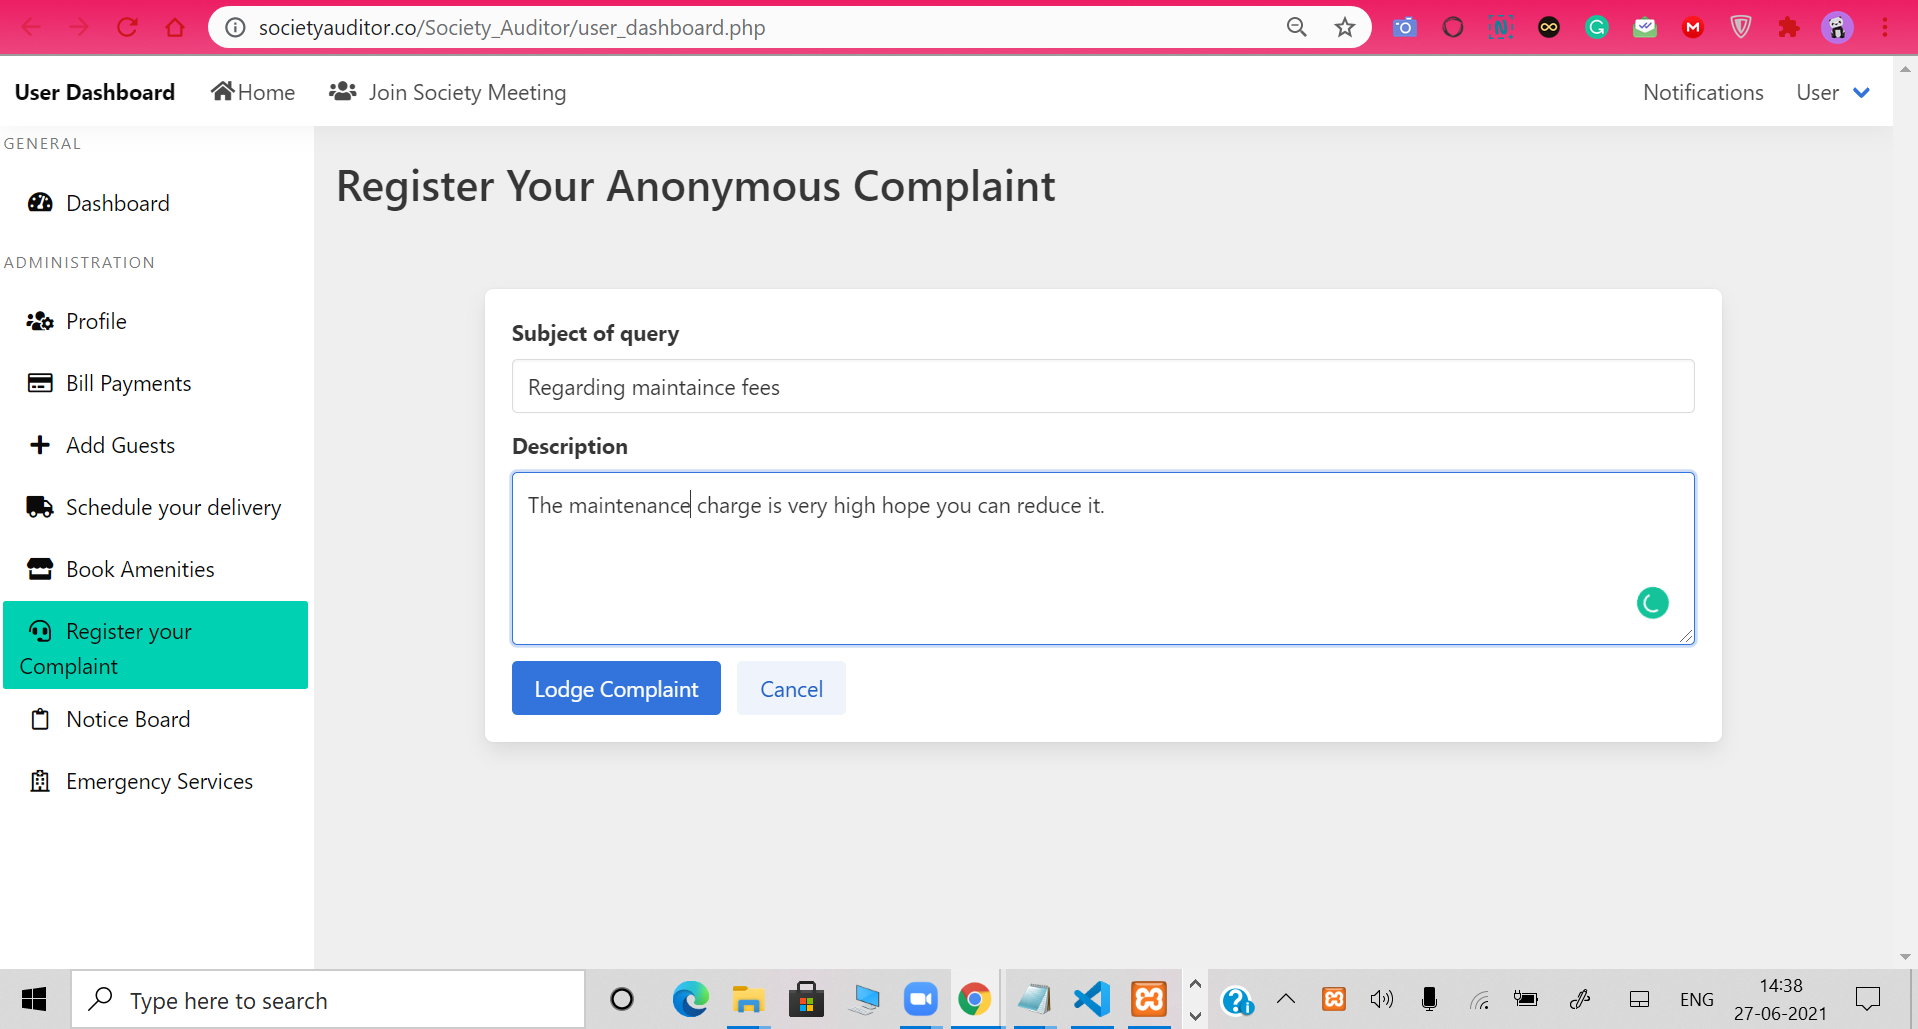 societyauditor.co/Society_Auditor/user_dashboard.php
User Dashboard Home Join Society Meeting Notifications User
GENERAL
Dashboard
ADMINISTRATION
Profile
Bill Payments
Add Guests
Schedule your delivery
Book Amenities
Register your
Complaint
Notice Board
Emergency Services
Register Your Anonymous Complaint
Subject of query
Regarding maintaince fees
Description
The maintenance charge is very high hope you can reduce it.
Lodge Complaint Cancel
Type here to search
ENG
14:38
27-06-2021